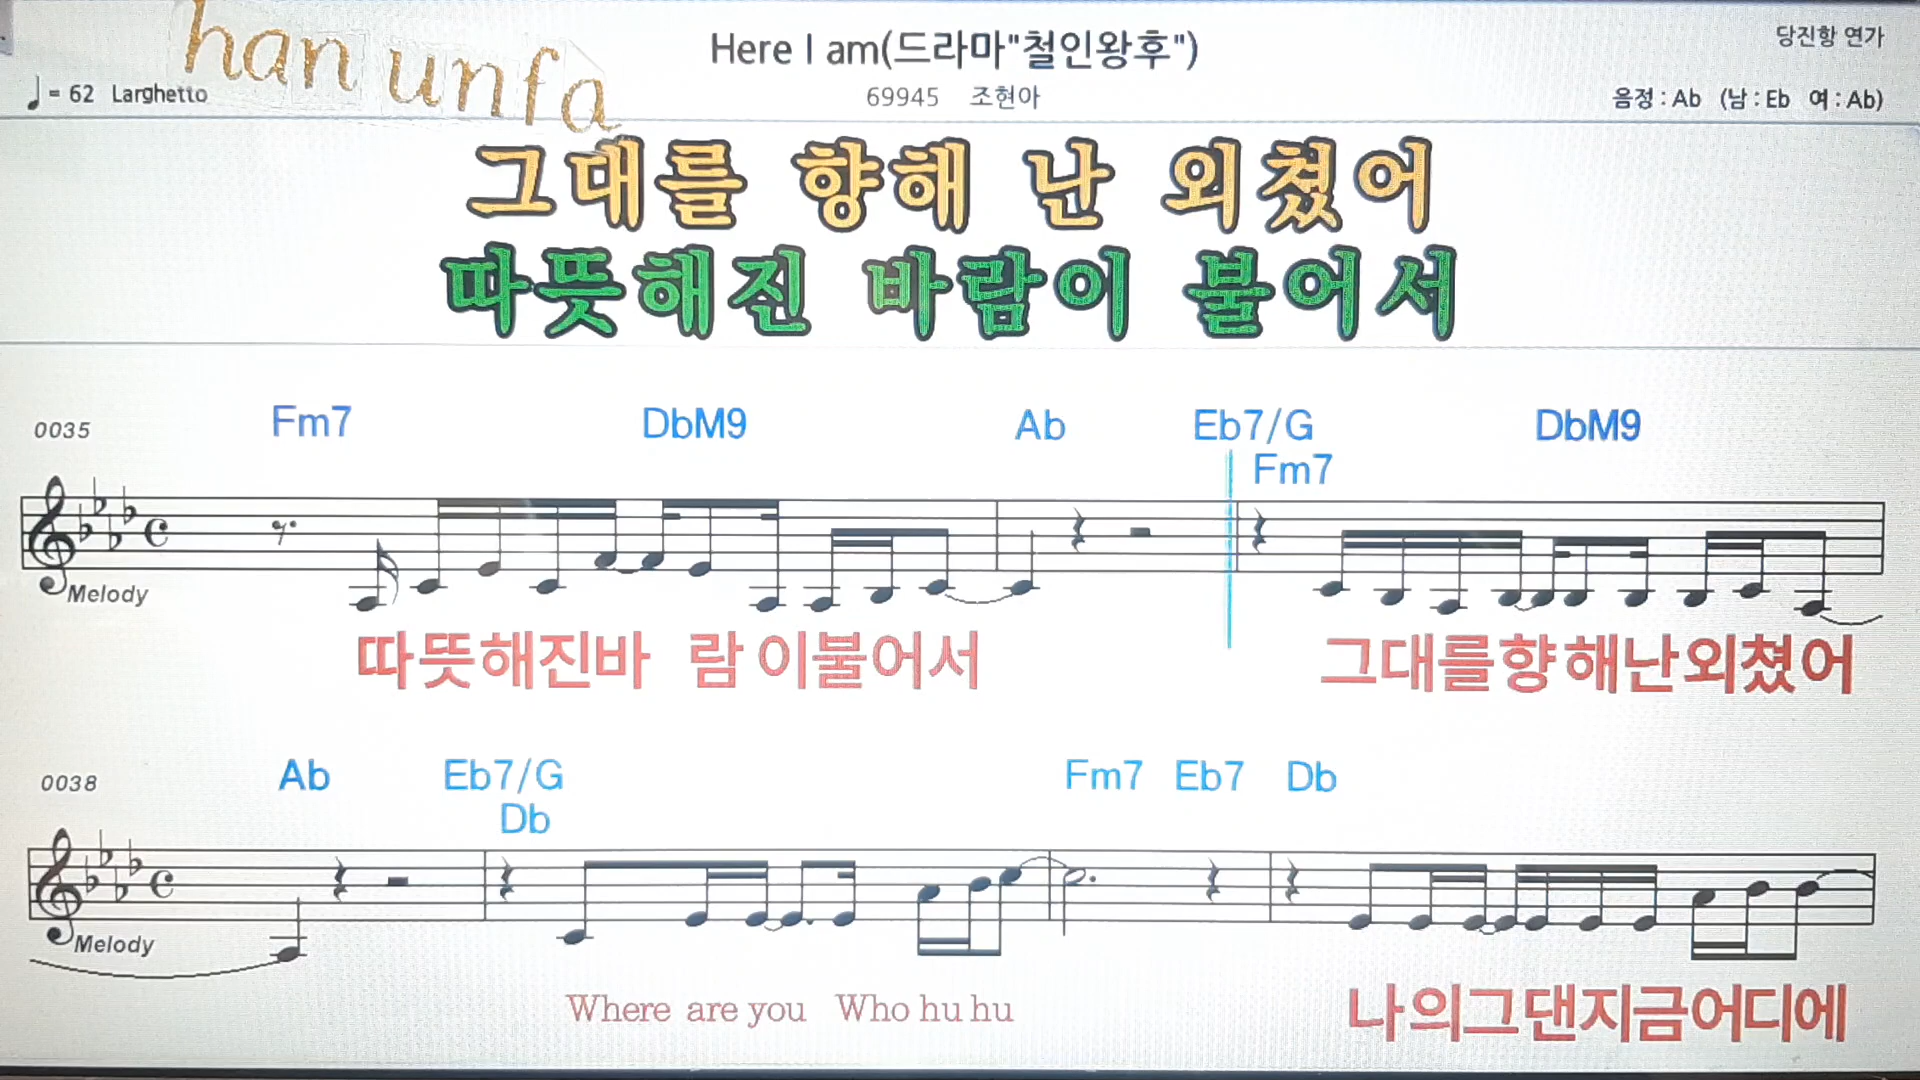 han unfa
Here I am(드라마"철인왕후")
당진항 연가
♩= 62 Larghetto
69945 조현아
음정 : Ab (남 : Eb 여 : Ab)
그대를 향해 난 외쳤어
따뜻해진 바람이 불어서
0035 Fm7 DbM9 Ab Eb7/G DbM9
Fm7
Melody
따뜻해진바 람이불어서 그대를향해난외쳤어
0038 Ab Eb7/G Fm7 Eb7 Db
Db
Melody
Where are you Who hu hu 나의그댄지금어디에